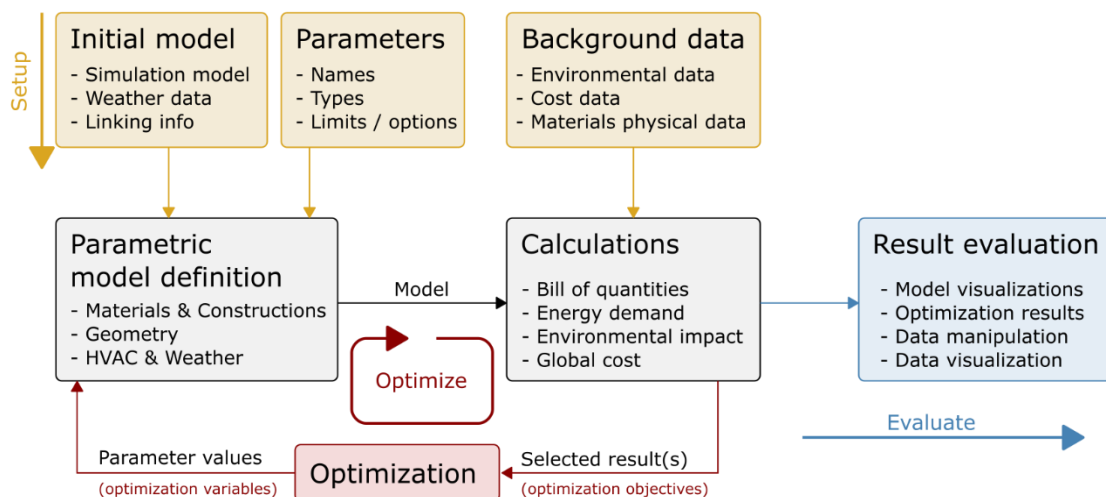 Setup
Initial model
- Simulation model
- Weather data
- Linking info
Parameters
- Names
- Types
- Limits / options
Background data
- Environmental data
- Cost data
- Materials physical data
Parametric
model definition
- Materials & Constructions
- Geometry
- HVAC & Weather
Model
Optimize
Calculations
- Bill of quantities
- Energy demand
- Environmental impact
- Global cost
Result evaluation
- Model visualizations
- Optimization results
- Data manipulation
- Data visualization
Evaluate
Parameter values
(optimization variables)
Optimization
Selected result(s)
(optimization objectives)